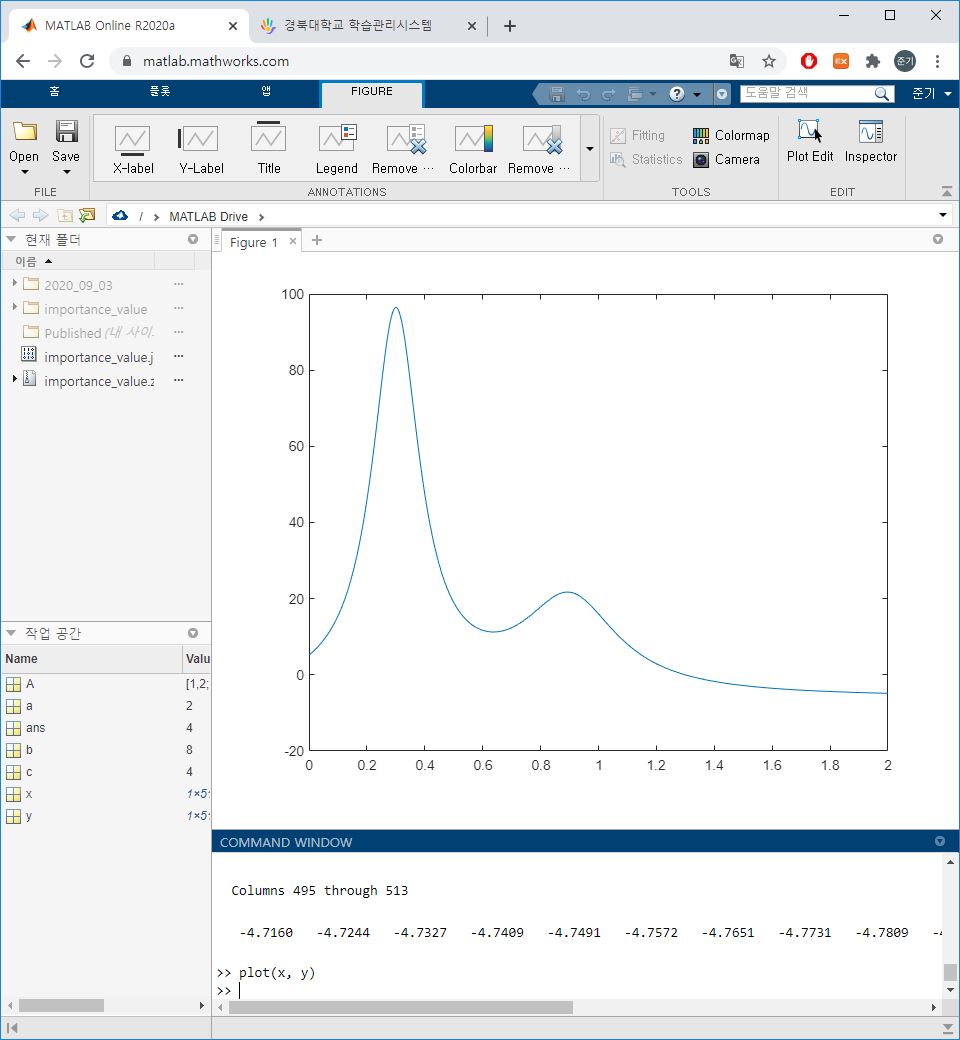 MATLAB Online R2020a
경북대학교 학습관리시스템
matlab.mathworks.com
준기
홈 플롯 앱 FIGURE
도움말 검색
준기
Open Save X-label Y-Label Title Legend Remove ... Colorbar Remove ... Fitting Statistics Colormap Camera Plot Edit Inspector
FILE ANNOTATIONS TOOLS EDIT
/ > MATLAB Drive >
현재 폴더
이름
2020_09_03 ...
importance_value ...
Published (내 사이. ...
importance_value.j ...
importance_value.z ...
작업 공간
Name Valu
A [1,2;
a 2
ans 4
b 8
c 4
x 1×51
y 1×51
Figure 1
100
80
60
40
20
0
-20
0 0.2 0.4 0.6 0.8 1 1.2 1.4 1.6 1.8 2
COMMAND WINDOW
Columns 495 through 513
-4.7160 -4.7244 -4.7327 -4.7409 -4.7491 -4.7572 -4.7651 -4.7731 -4.7809
>> plot(x, y)
>>